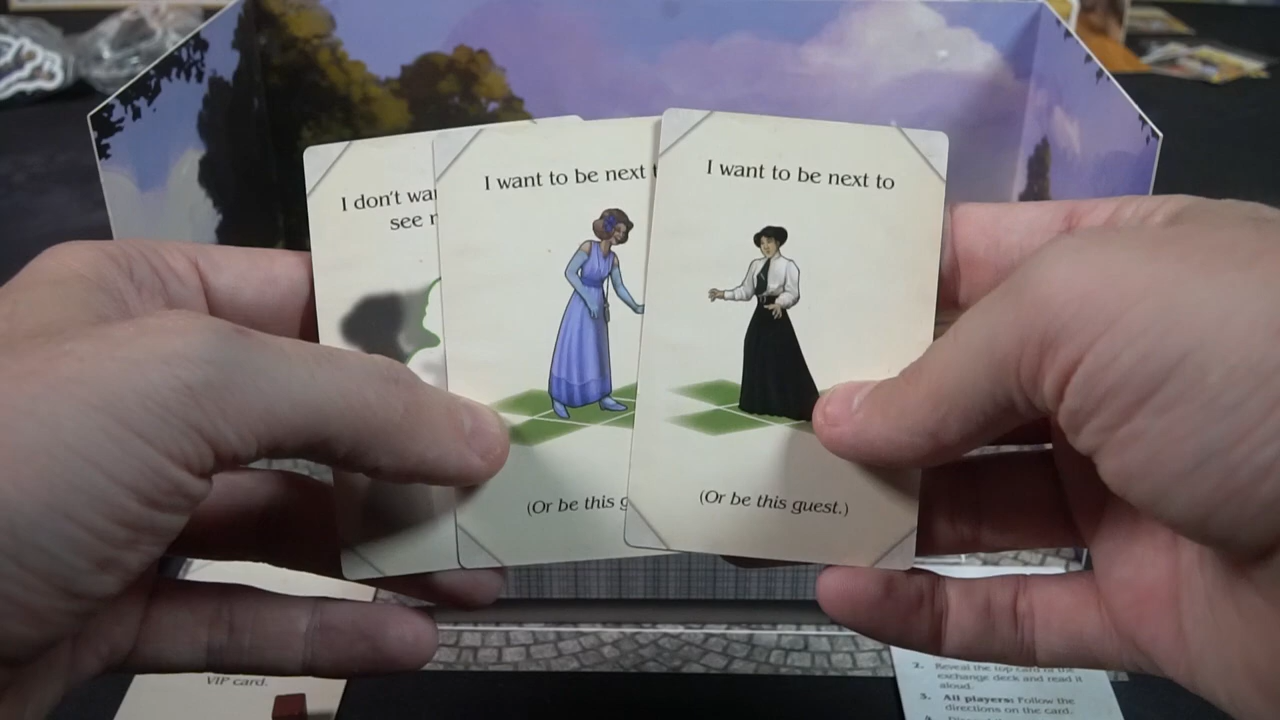 I don't
see
I want to be next
I want to be next to
(Or be this
(Or be this guest.)
VIP card.
2. Reveal the top card of the
exchange deck and read it
aloud.
3. All players: Follow the
directions on the card.